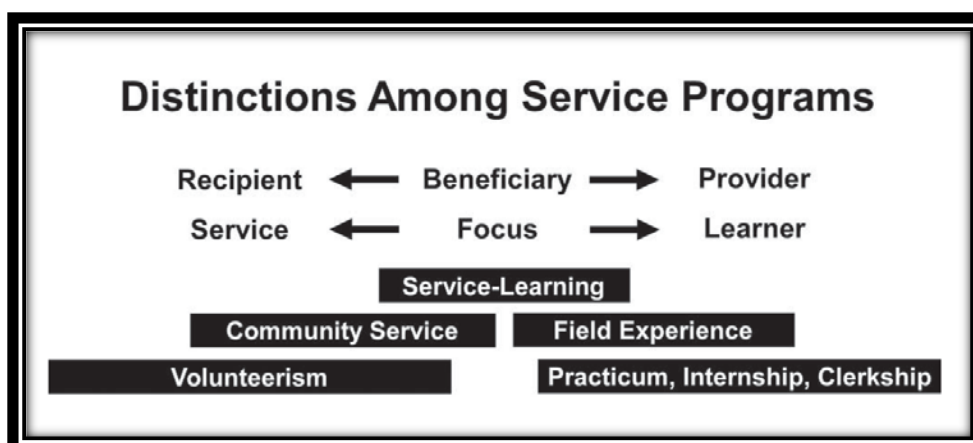 Distinctions Among Service Programs
Recipient Beneficiary Provider
Service Focus Learner
Service-Learning
Community Service Field Experience
Volunteerism Practicum, Internship, Clerkship